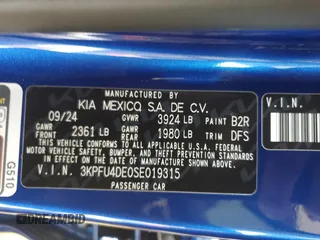 MANUFACTURED BY
KIA MEXICO, S.A. DE C.V.
09/24 GVWR 3924 LB PAINT B2R
GAWR FRONT 2361 LB GAWR REAR 1980 LB TRIM DFS
THIS VEHICLE CONFORMS TO ALL APPLICABLE U.S. FEDERAL MOTOR
VEHICLE SAFETY, BUMPER, AND THEFT PREVENTION STANDARDS
IN EFFECT ON THE DATE OF MANUFACTURE SHOWN ABOVE.
V.I.N. 3KPFU4DE0SE019315
PASSENGER CAR
V.I.N.
G510
DREAMBID